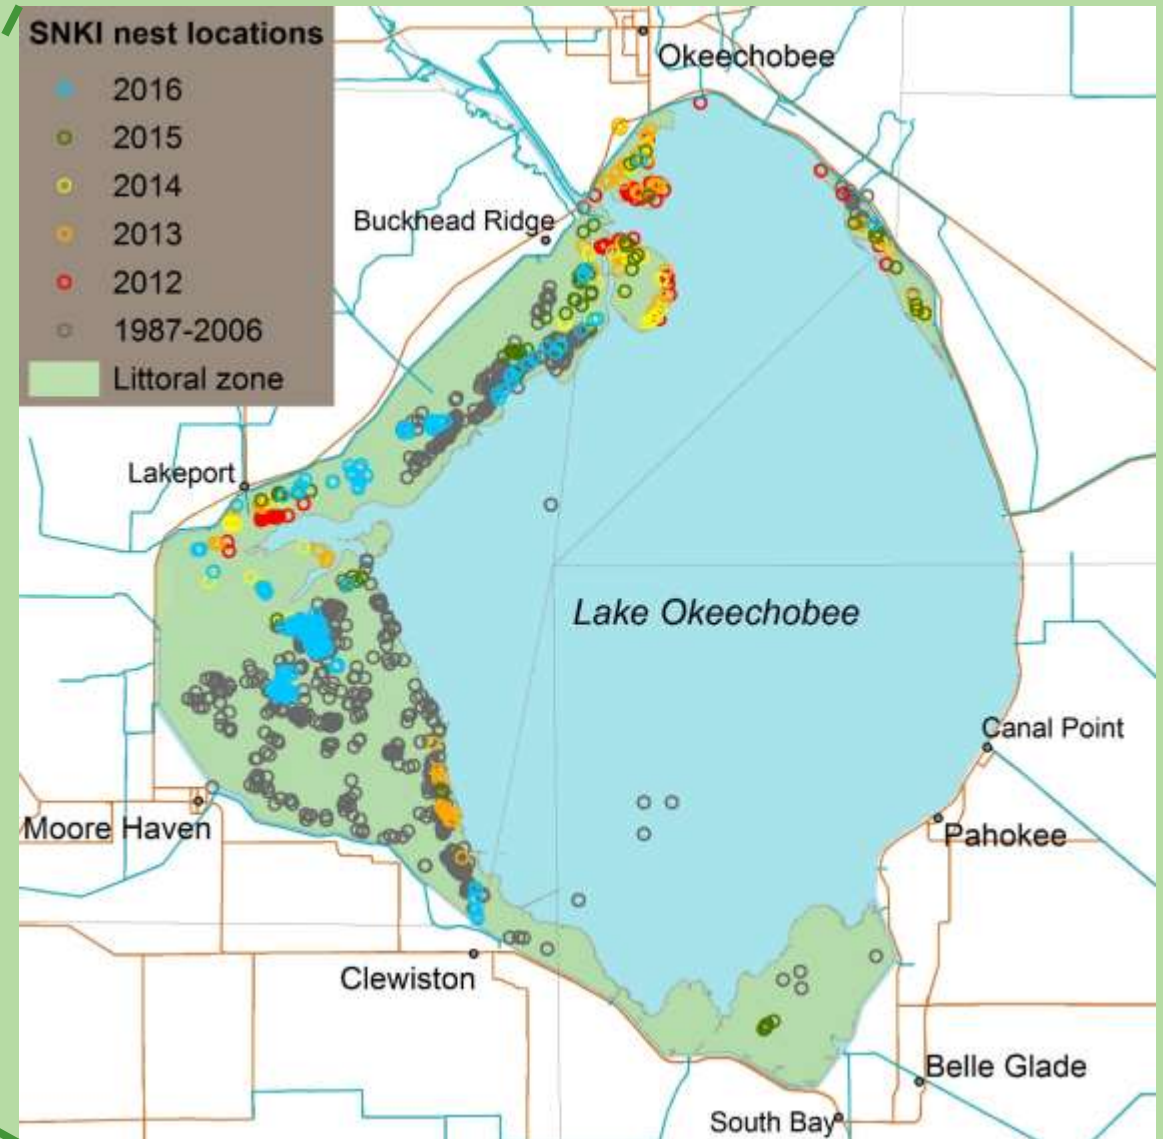 SNKI nest locations
2016
2015
2014
2013
2012
1987-2006
Littoral zone
Okeechobee
Buckhead Ridge
Lakeport
Lake Okeechobee
Canal Point
Moore Haven
Pahokee
Clewiston
Belle Glade
South Bay